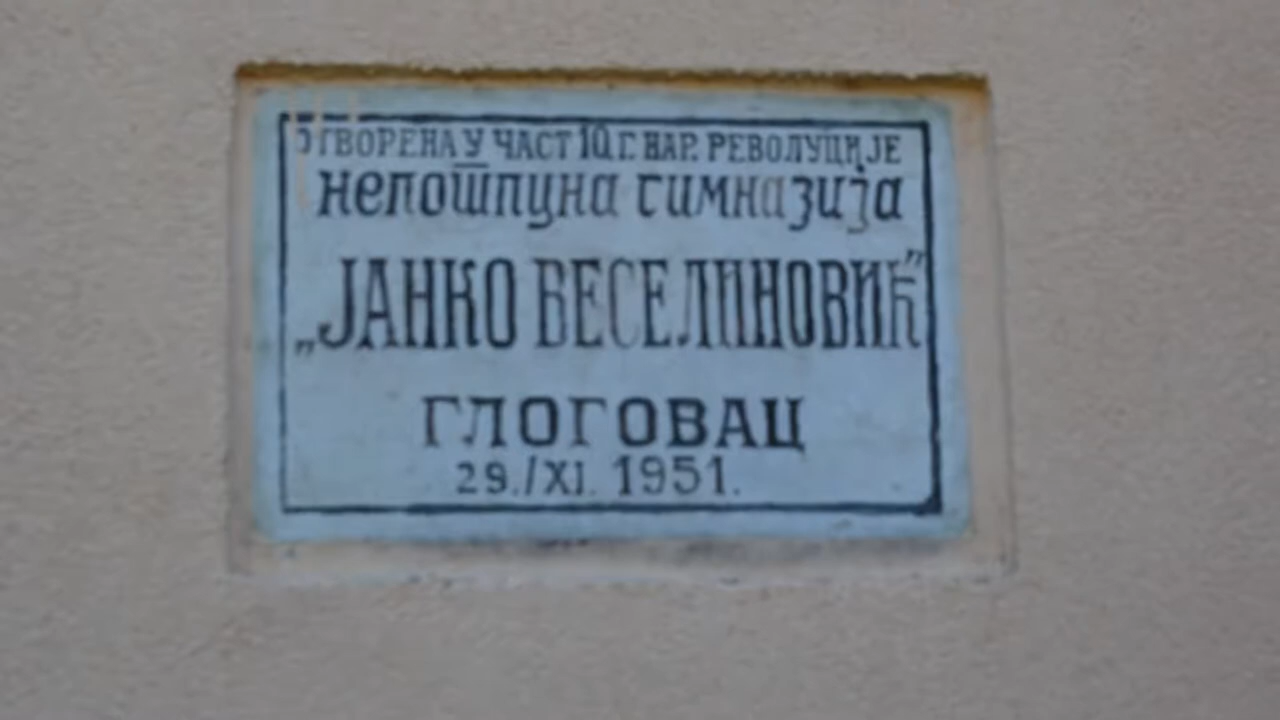 ОТВОРЕНА У ЧАСТ 10 Г. НАР. РЕВОЛУЦИЈЕ
непотпуна гимназија
„ЈАНКО ВЕСЕЛИНОВИЋ”
ГЛОГОВАЦ
29./XI. 1951.